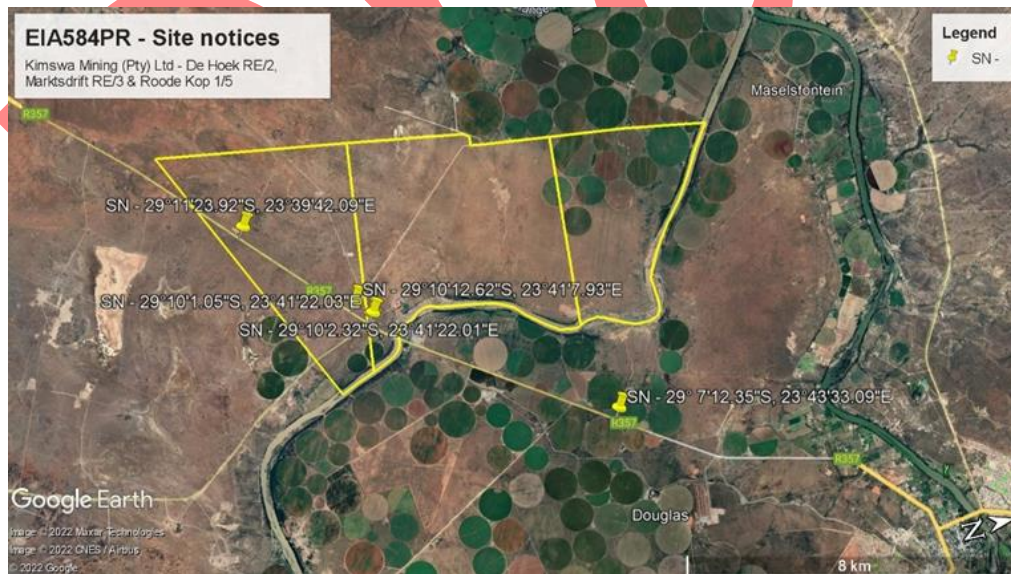 EIA584PR - Site notices
Kimswa Mining (Pty) Ltd - De Hoek RE/2,
Marktsdrift RE/3 & Roode Kop 1/5
Legend
SN -
Maselsfontein
R357
SN - 29°11'23.92"S, 23°39'42.09"E
R357
SN - 29°10'12.62"S, 23°41'7.93"E
SN - 29°10'1.05"S, 23°41'22.03"E
SN - 29°10'2.32"S, 23°41'22.01"E
SN - 29° 7'12.35"S, 23°43'33.09"E
R357
R357
Google Earth
Image © 2022 Maxar Technologies
Image © 2022 CNES / Airbus
© 2022 Google
Douglas
N
8 km